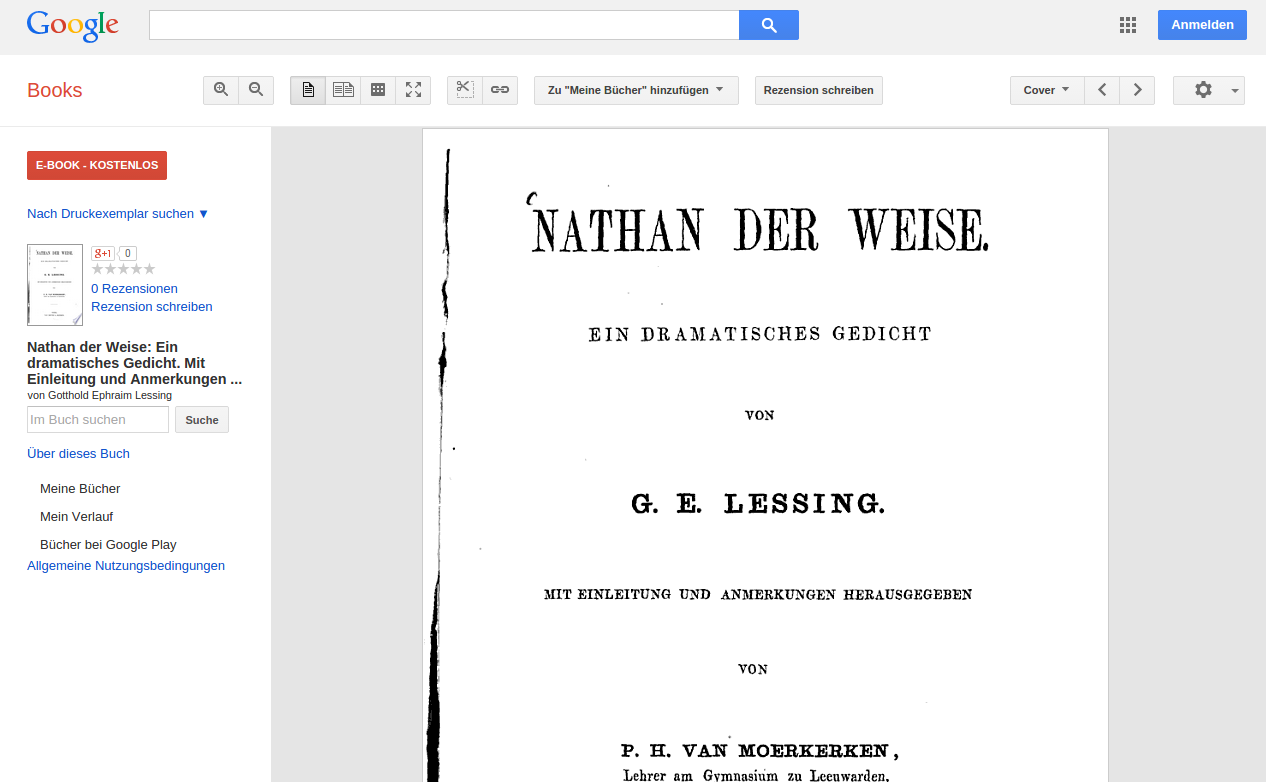 Google
Anmelden
Books
Zu "Meine Bücher" hinzufügen
Rezension schreiben
Cover
E-BOOK - KOSTENLOS
Nach Druckexemplar suchen ▼
g+1 0
0 Rezensionen
Rezension schreiben
Nathan der Weise: Ein
dramatisches Gedicht. Mit
Einleitung und Anmerkungen ...
von Gotthold Ephraim Lessing
Im Buch suchen
Suche
Über dieses Buch
Meine Bücher
Mein Verlauf
Bücher bei Google Play
Allgemeine Nutzungsbedingungen
NATHAN DER WEISE.
EIN DRAMATISCHES GEDICHT
VON
G. E. LESSING.
MIT EINLEITUNG UND ANMERKUNGEN HERAUSGEGEBEN
VON
P. H. VAN MOERKERKEN,
Lehrer am Gymnasium zu Leeuwarden.